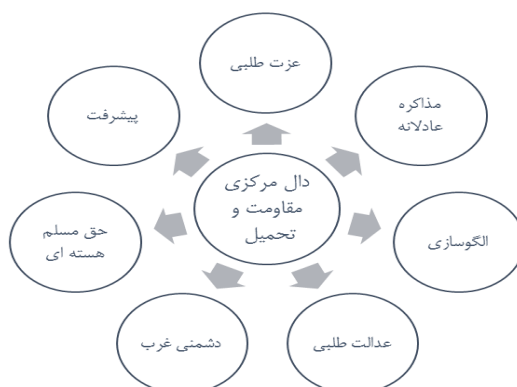 عزت طلبی
مذاکره
عادلانه
الگوسازی
عدالت طلبی
دشمنی غرب
حق مسلم
هسته ای
پیشرفت
دال مرکزی
مقاومت و
تحمیل